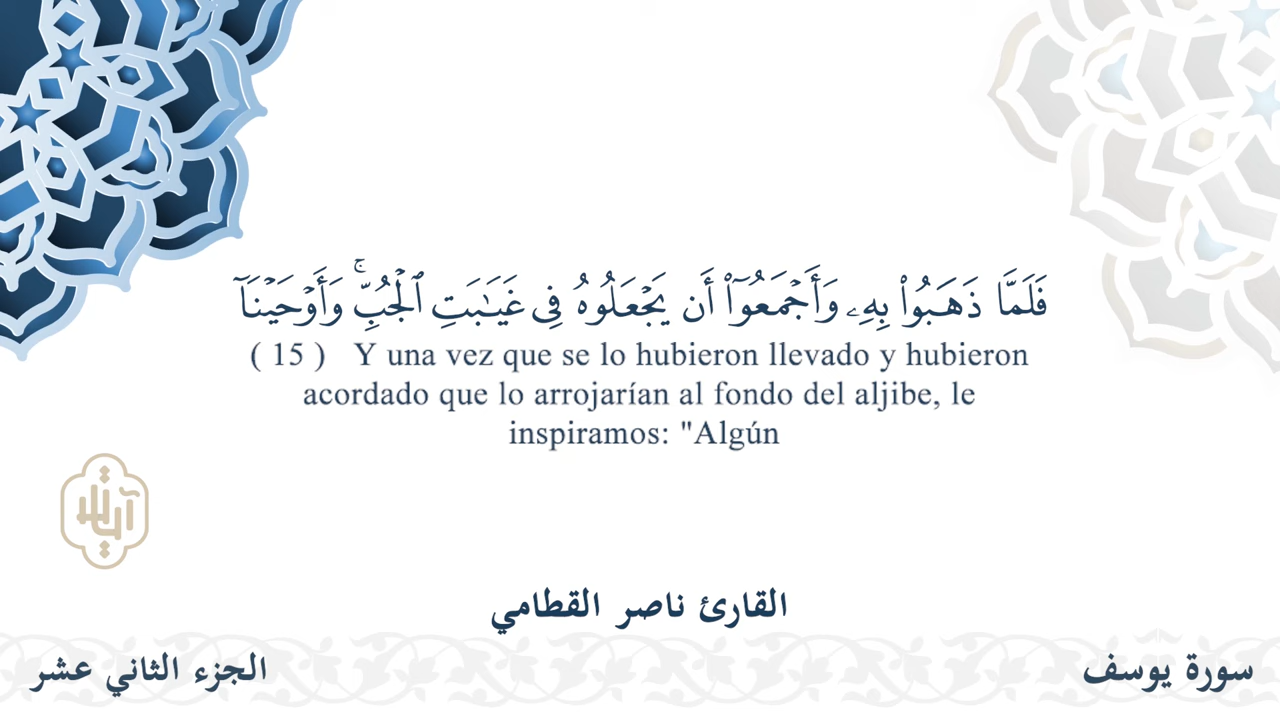 فَلَمَّا ذَهَبُوا۟ بِهِۦ وَأَجْمَعُوٓا۟ أَن يَجْعَلُوهُ فِى غَيَـٰبَتِ ٱلْجُبِّ ۚ وَأَوْحَيْنَآ
( 15 ) Y una vez que se lo hubieron llevado y hubieron
acordado que lo arrojarían al fondo del aljibe, le
inspiramos: "Algún
القارئ ناصر القطامي
سورة يوسف
الجزء الثاني عشر